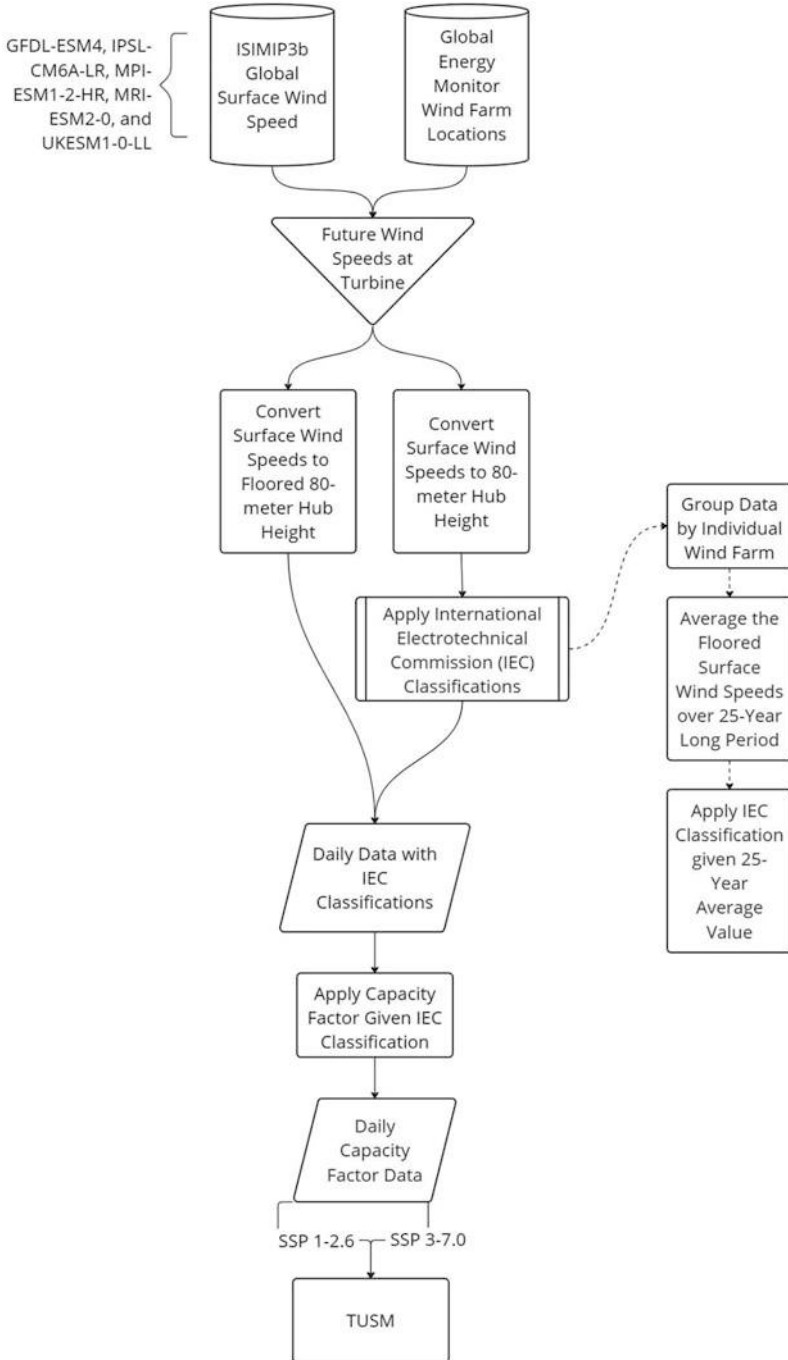 GFDL-ESM4, IPSL-
CM6A-LR, MPI-
ESM1-2-HR, MRI-
ESM2-0, and
UKESM1-0-LL
ISIMIP3b
Global
Surface Wind
Speed
Global
Energy
Monitor
Wind Farm
Locations
Future Wind
Speeds at
Turbine
Convert
Surface Wind
Speeds to
Floored 80-
meter Hub
Height
Convert
Surface Wind
Speeds to 80-
meter Hub
Height
Group Data
by Individual
Wind Farm
Apply International
Electrotechnical
Commission (IEC)
Classifications
Average the
Floored
Surface
Wind Speeds
over 25-Year
Long Period
Apply IEC
Classification
given 25-
Year
Average
Value
Daily Data with
IEC
Classifications
Apply Capacity
Factor Given IEC
Classification
Daily
Capacity
Factor Data
SSP 1-2.6
SSP 3-7.0
TUSM